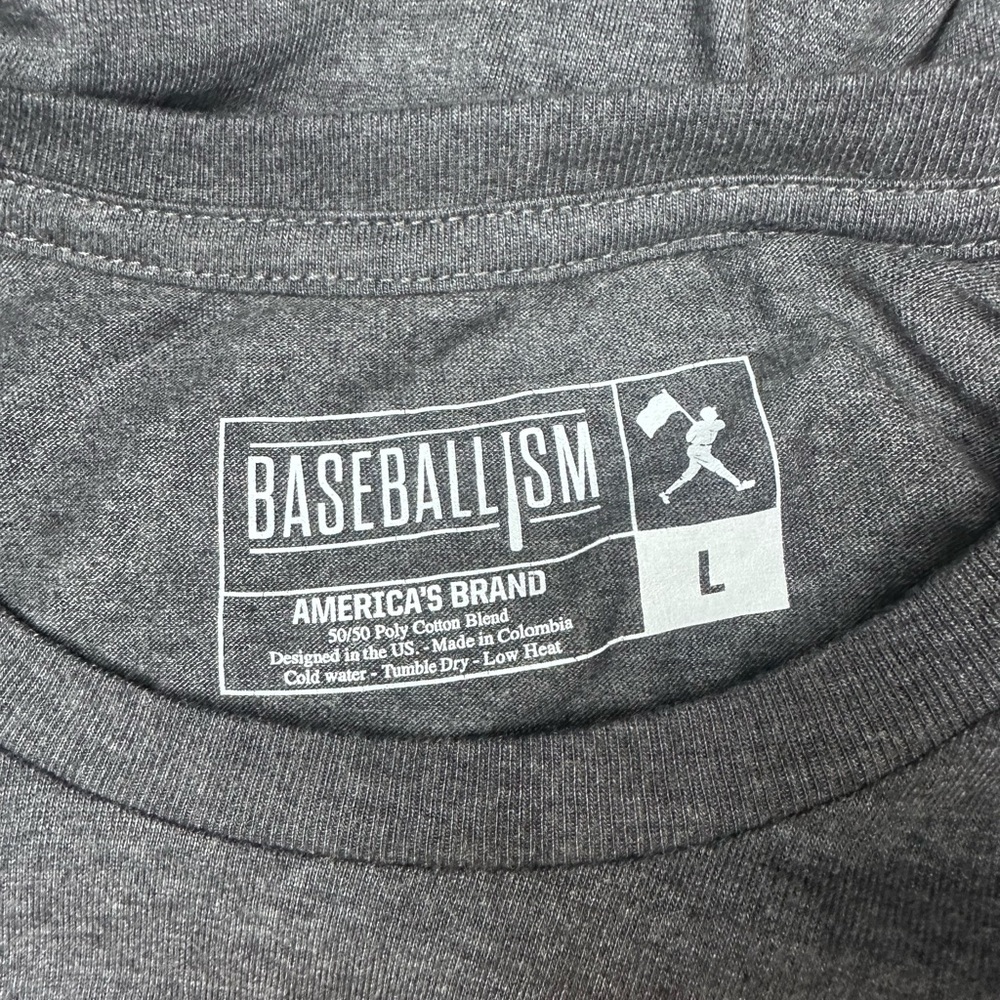 BASEBALLISM
L
AMERICA'S BRAND
50/50 Poly Cotton Blend
Designed in the US. - Made in Colombia
Cold water - Tumble Dry - Low Heat